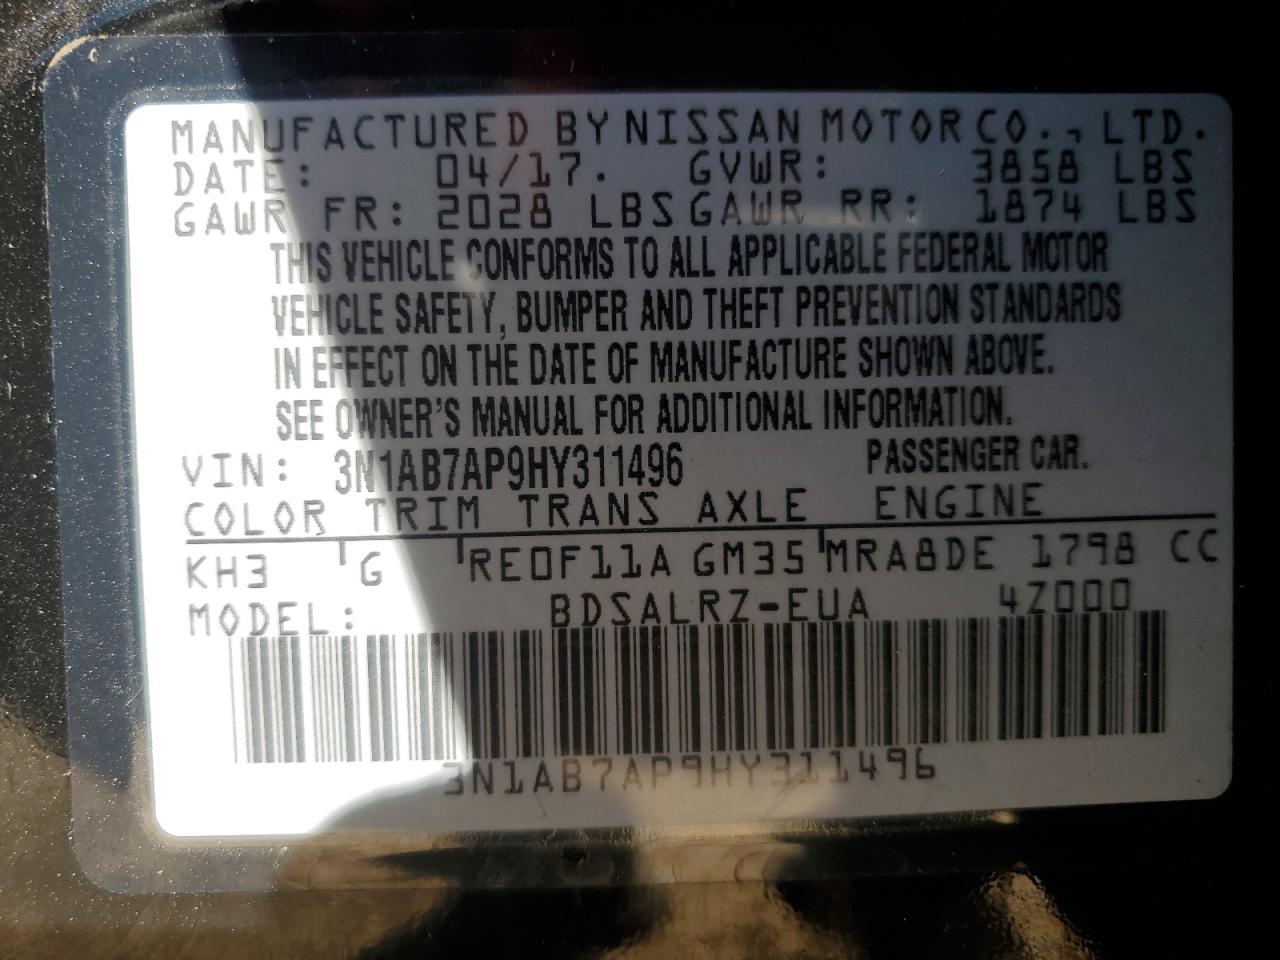 MANUFACTURED BY NISSAN MOTOR CO., LTD.
DATE: 04/17. GVWR: 3858 LBS
GAWR FR: 2028 LBS GAWR RR: 1874 LBS
THIS VEHICLE CONFORMS TO ALL APPLICABLE FEDERAL MOTOR
VEHICLE SAFETY, BUMPER AND THEFT PREVENTION STANDARDS
IN EFFECT ON THE DATE OF MANUFACTURE SHOWN ABOVE.
SEE OWNER'S MANUAL FOR ADDITIONAL INFORMATION.
VIN: 3N1AB7AP9HY311496 PASSENGER CAR.
COLOR TRIM TRANS AXLE ENGINE
KH3 G RE0F11A GM35 MRA8DE 1798 CC
MODEL: BDSALRZ-EUA 4Z000
3N1AB7AP9HY311496